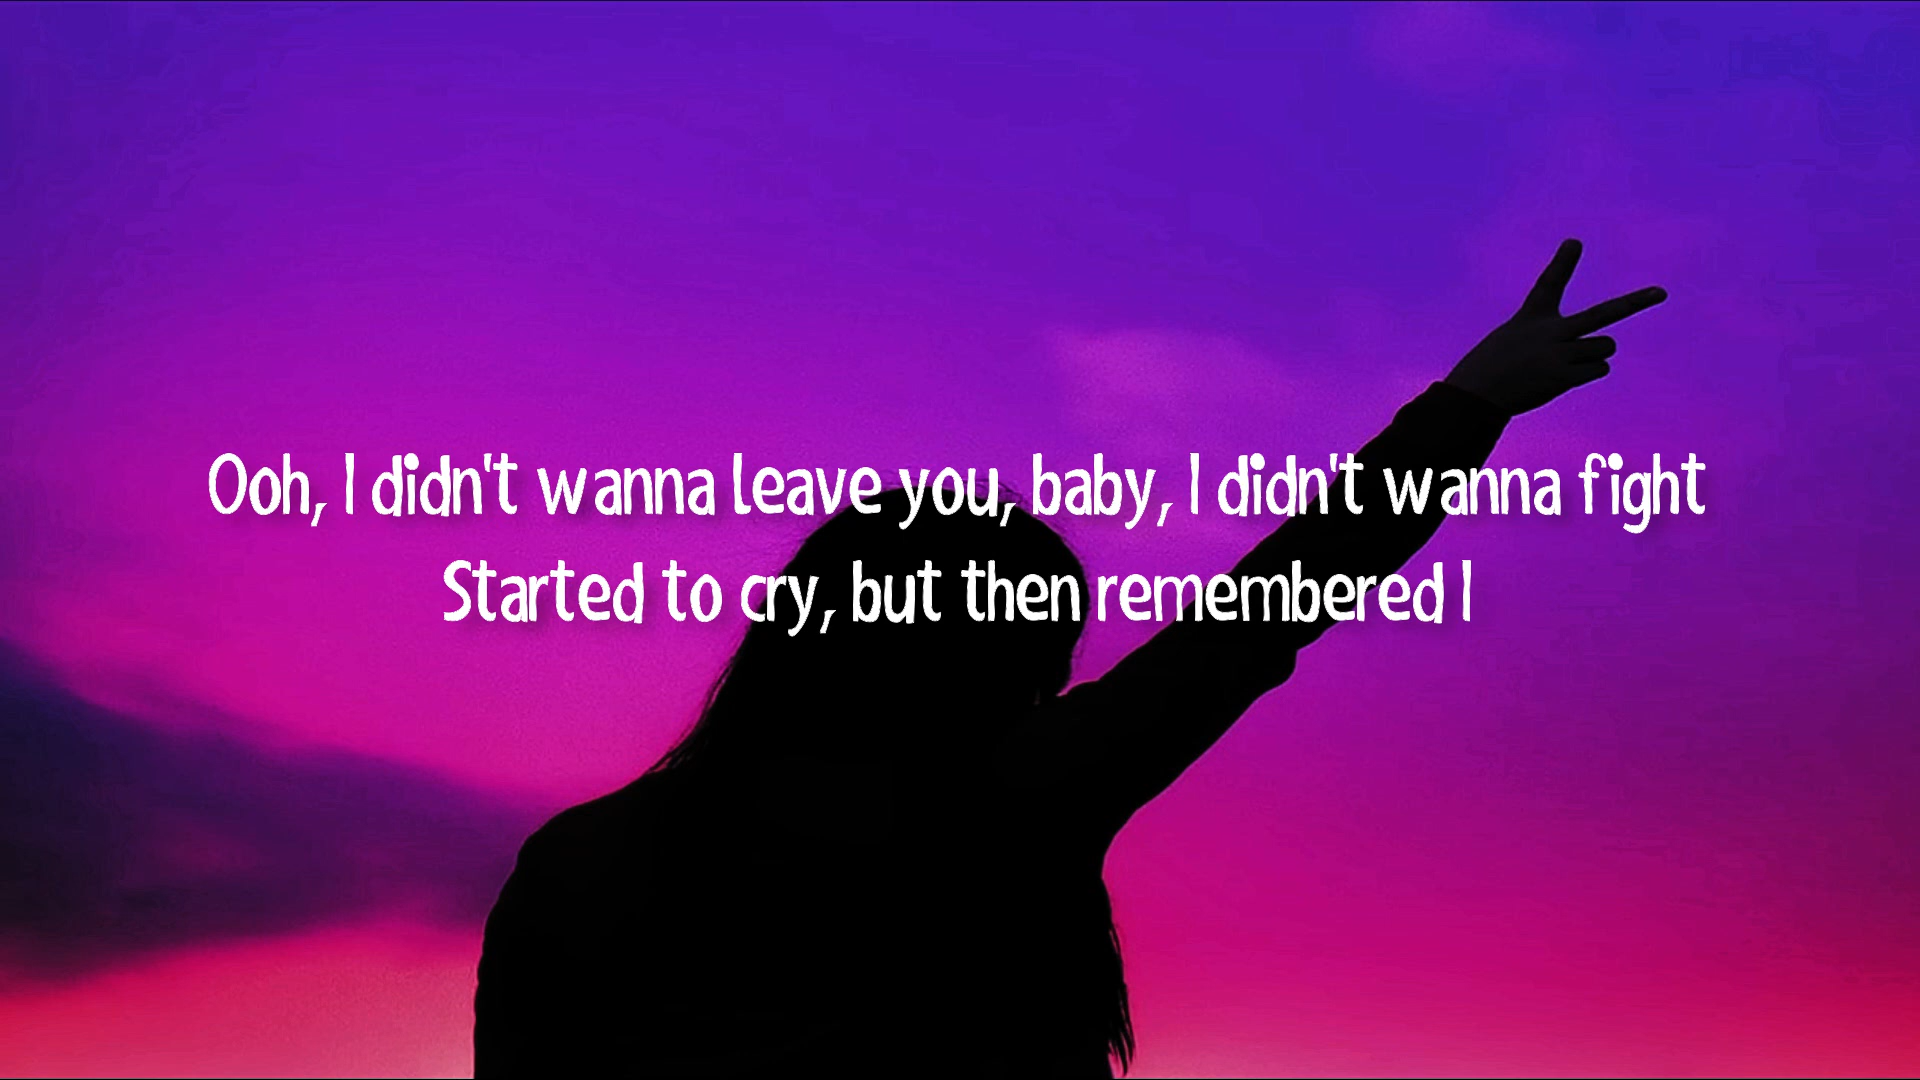 Ooh, I didn't wanna leave you, baby, I didn't wanna fight
Started to cry, but then remembered I